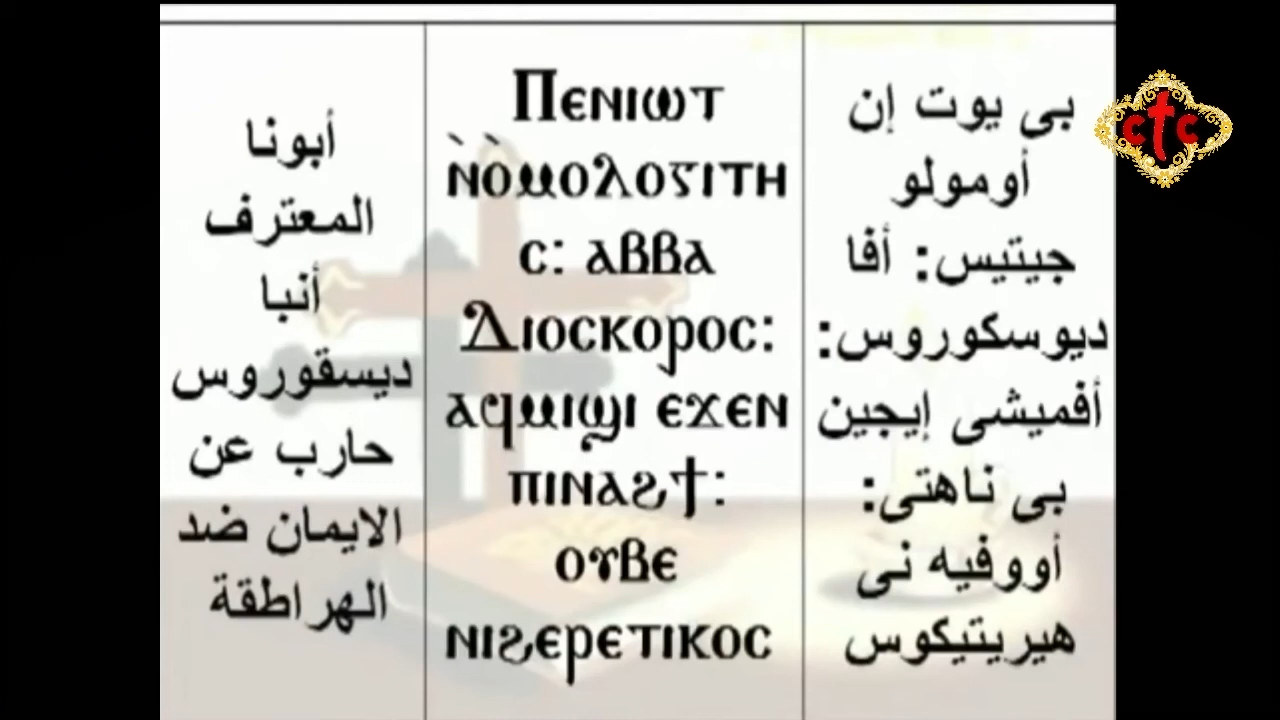 أبونا
المعترف
أنبا
ديسقوروس
حارب عن
الايمان ضد
الهراطقة
Ⲡⲉⲛⲓⲱⲧ
ⲛ̀ⲟ̀ⲙⲟⲗⲟⲅⲓⲧⲏ
ⲥ: ⲁⲃⲃⲁ
Ⲇⲓⲟⲥⲕⲟⲣⲟⲥ:
ⲁϥⲙⲓϣⲓ ⲉϫⲉⲛ
ⲡⲓⲛⲁϩϯ:
ⲟⲩⲃⲉ
ⲛⲓϩⲉⲣⲉⲧⲓⲕⲟⲥ
بى يوت إن
أومولو
جيتيس: أفا
ديوسكوروس:
أفميشى إيجين
بى ناهتى:
أووفيه نى
هيريتيكوس
ctc